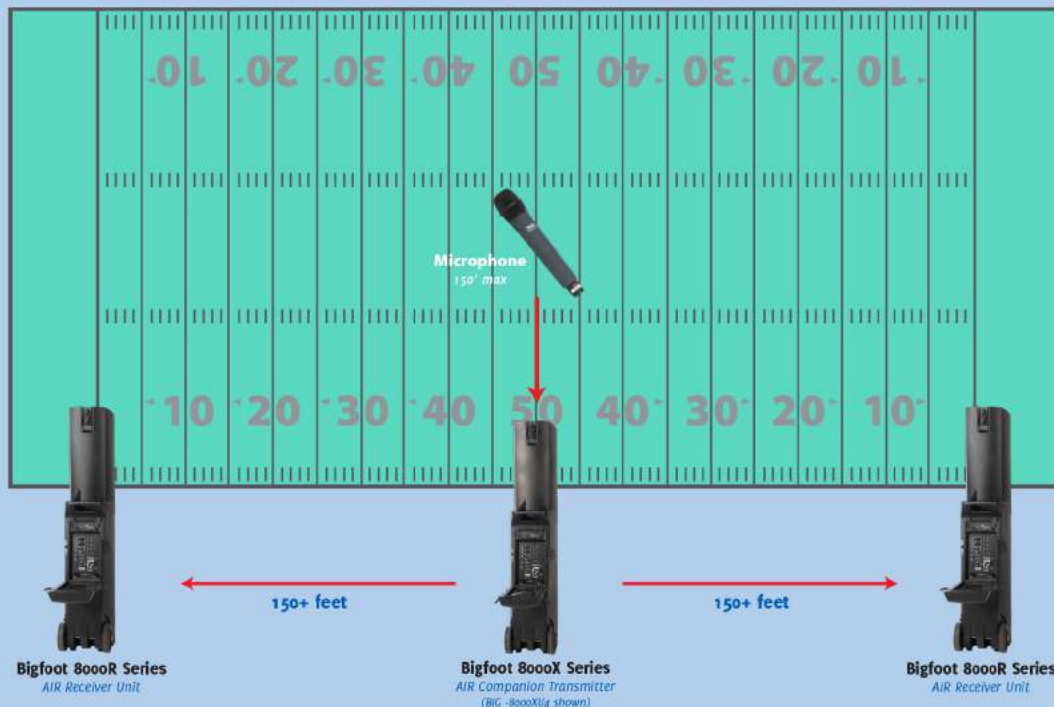 10 20 30 40 50 40 30 20 10
Microphone
150' max
10 20 30 40 50 40 30 20 10
150+ feet
150+ feet
Bigfoot 8000R Series
AIR Receiver Unit
Bigfoot 8000X Series
AIR Companion Transmitter
(BIG -8000XU4 shown)
Bigfoot 8000R Series
AIR Receiver Unit